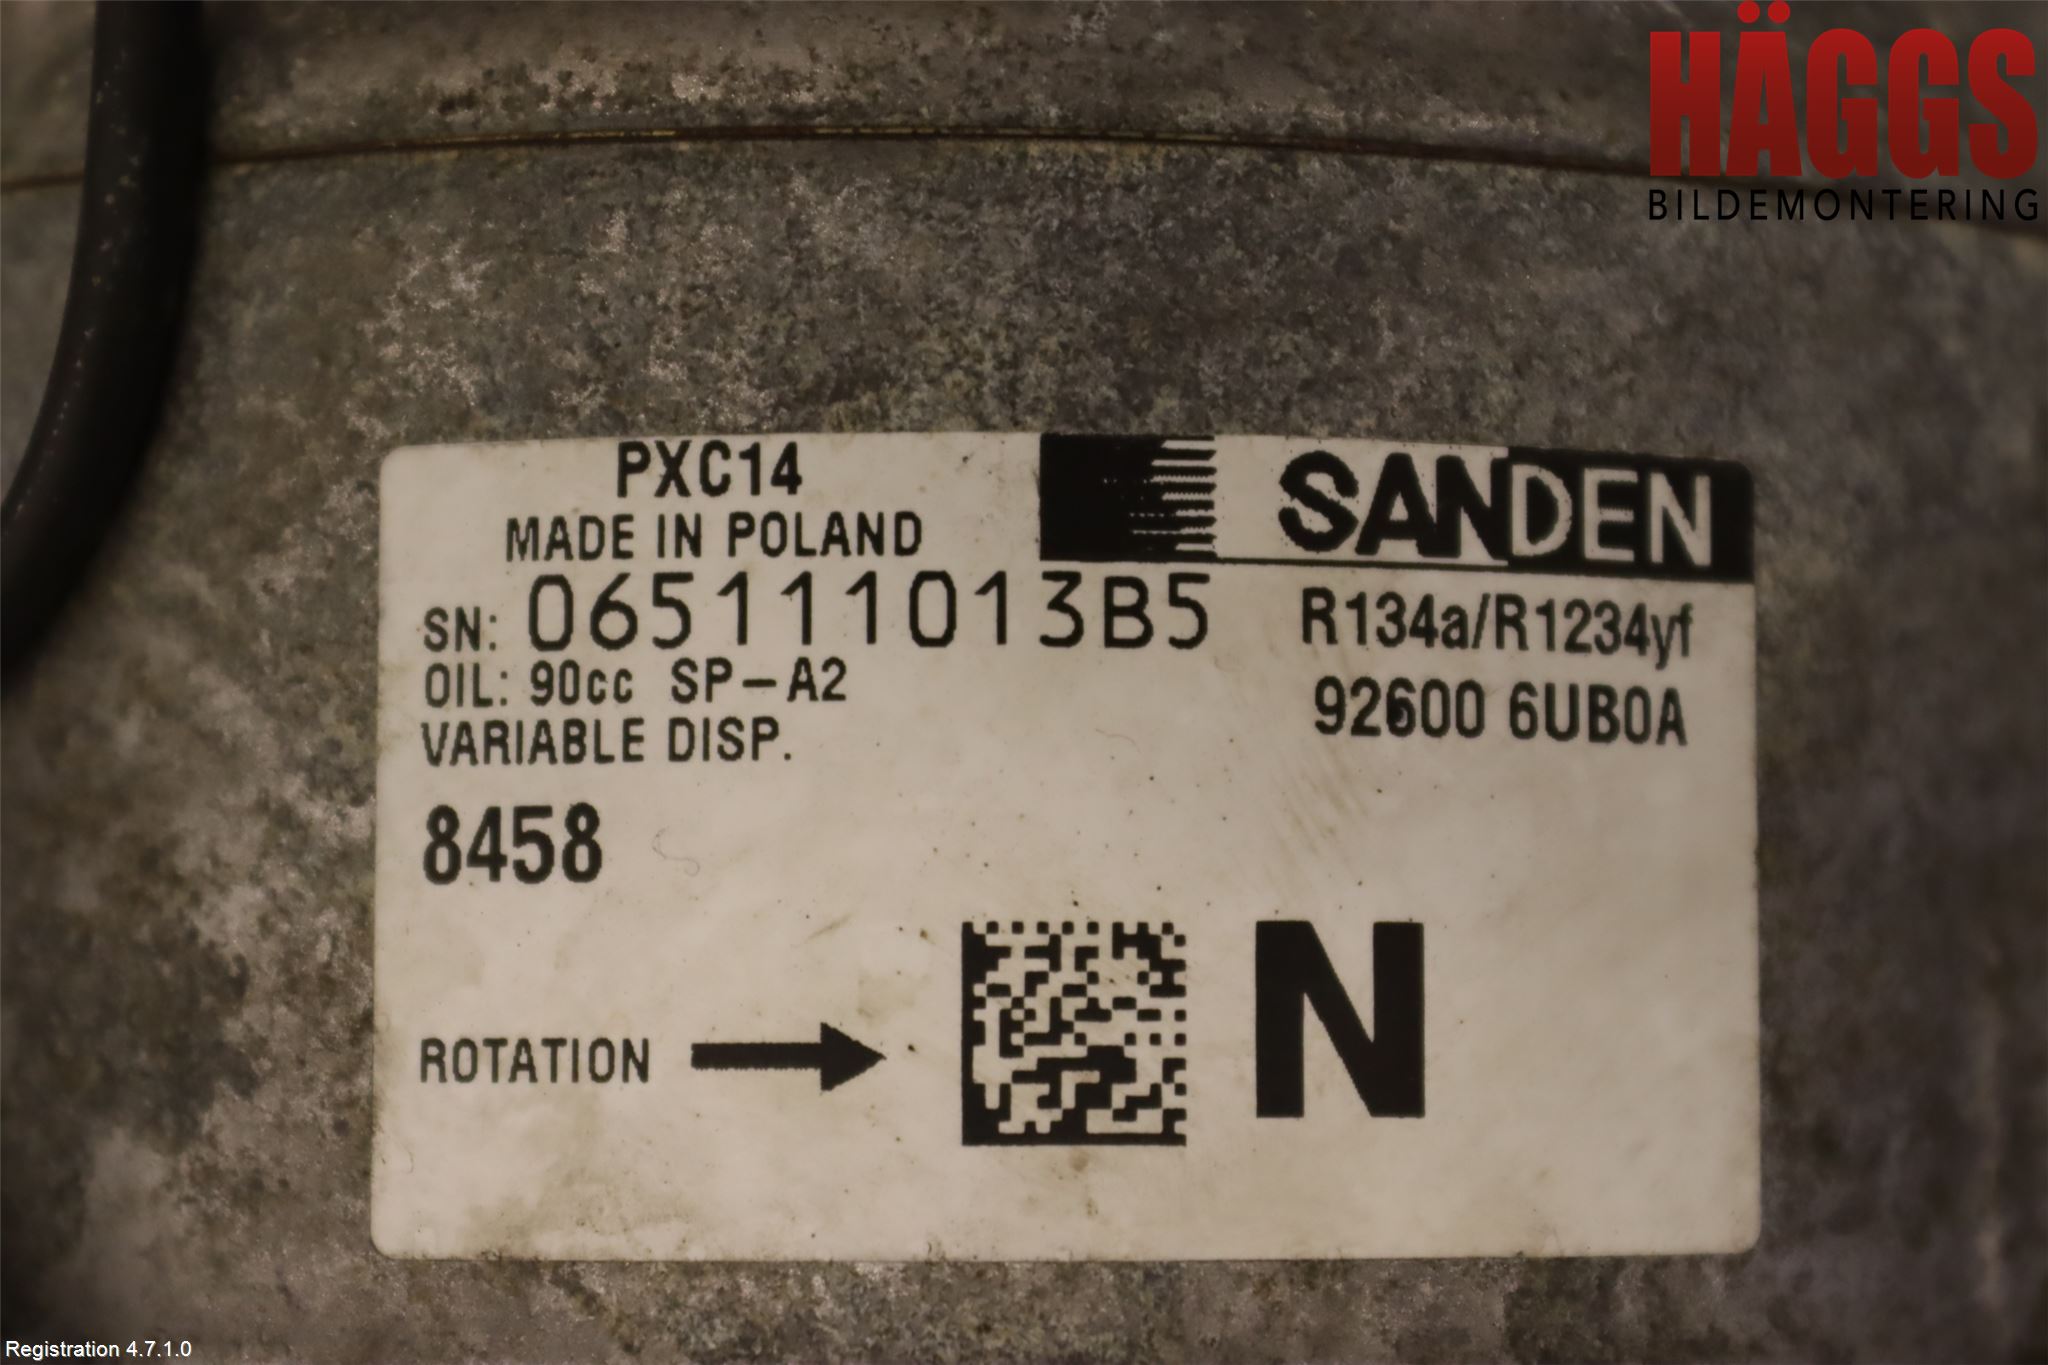 HÄGGS
BILDEMONTERING
PXC14
SANDEN
MADE IN POLAND
SN: 065111013B5
R134a/R1234yf
OIL: 90cc SP-A2
92600 6UB0A
VARIABLE DISP.
8458
ROTATION
N
Registration 4.7.1.0